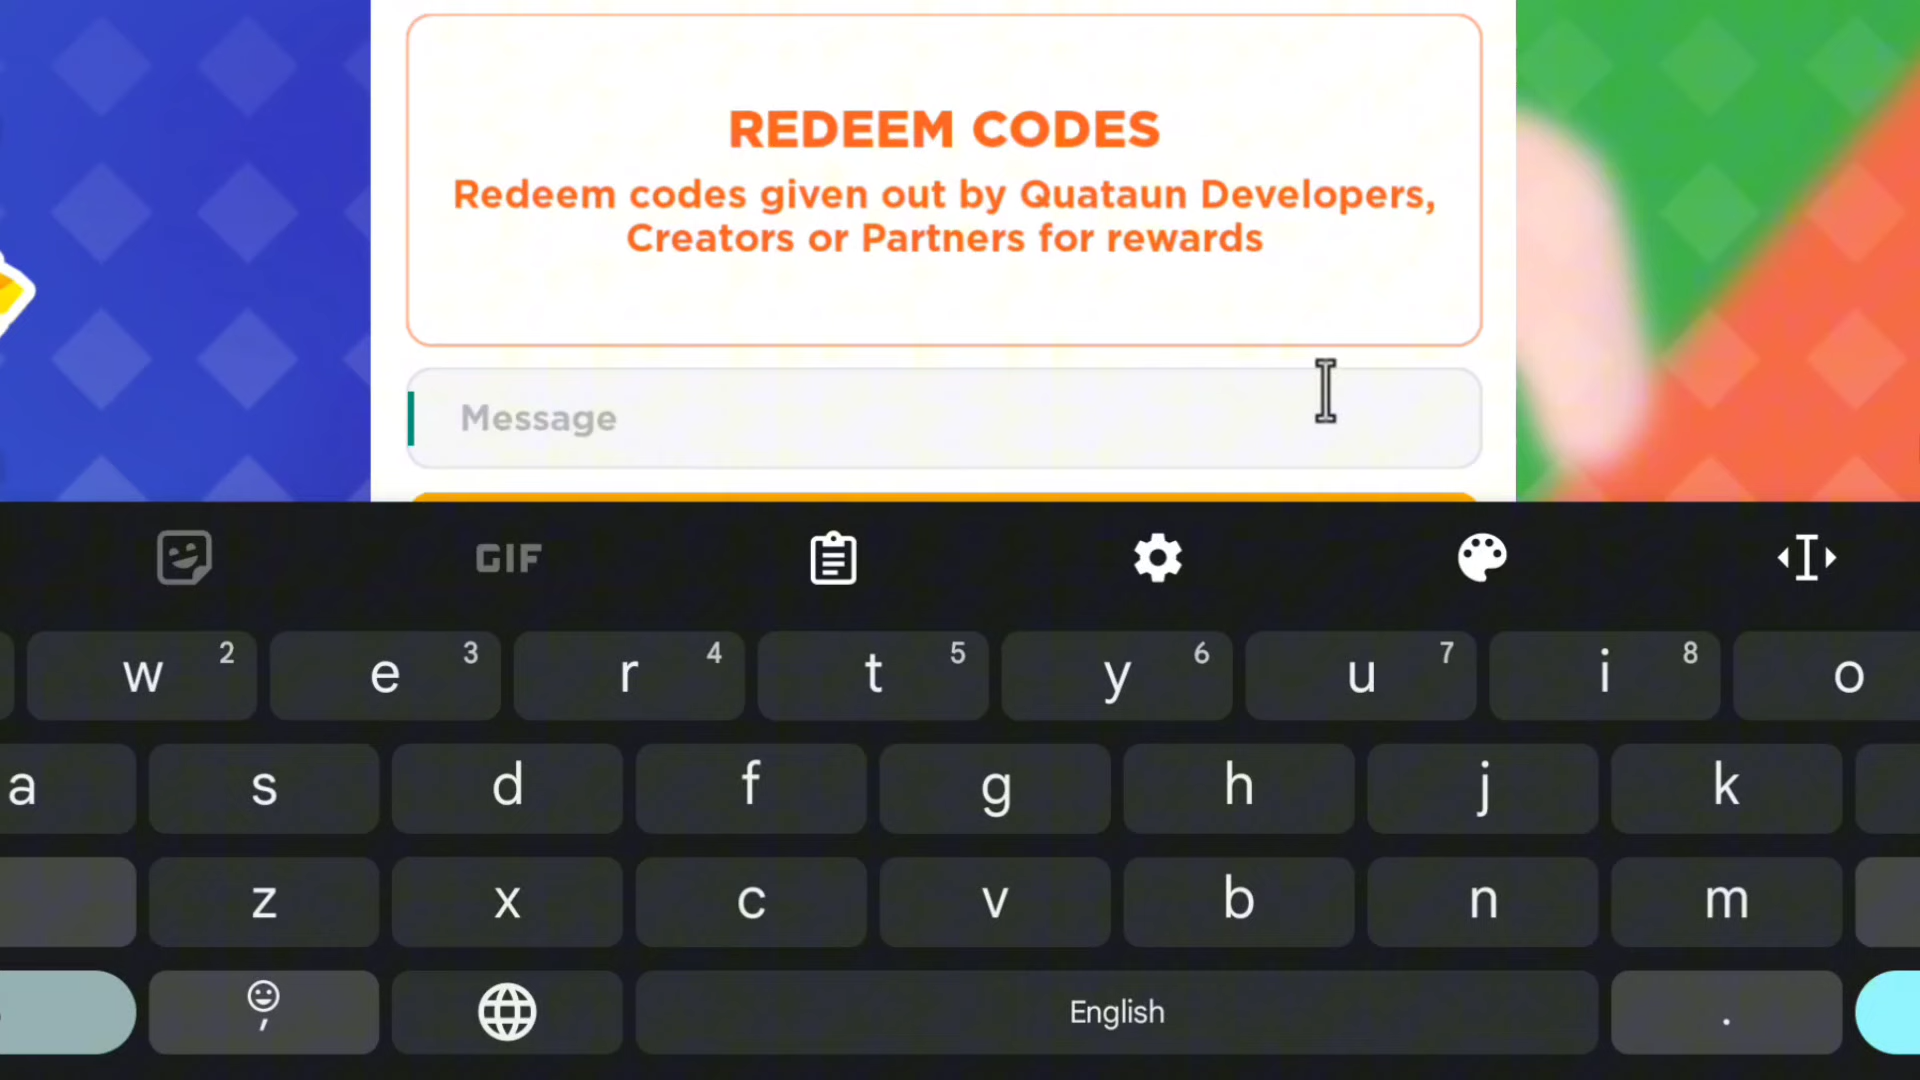 REDEEM CODES
Redeem codes given out by Quataun Developers,
Creators or Partners for rewards
Message
GIF
w 2 e 3 r 4 t 5 y 6 u 7 i 8 o
a s d f g h j k
z x c v b n m
, English .